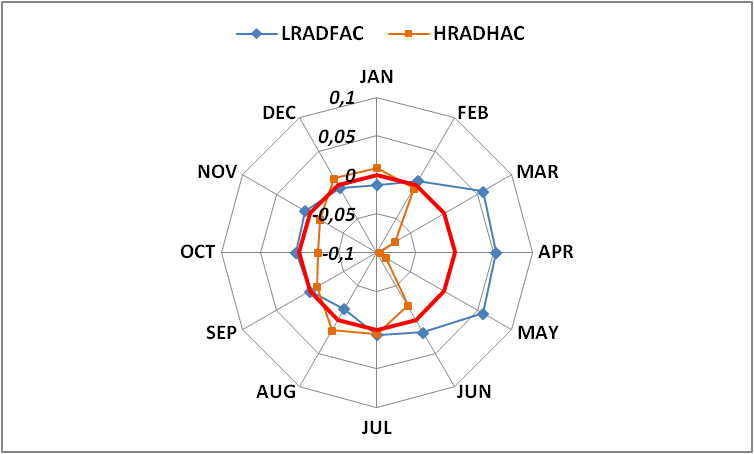 LRADFAC HRADHAC
JAN
0,1
DEC FEB
0,05
NOV 0 MAR
-0,05
OCT -0,1 APR
SEP MAY
AUG JUN
JUL